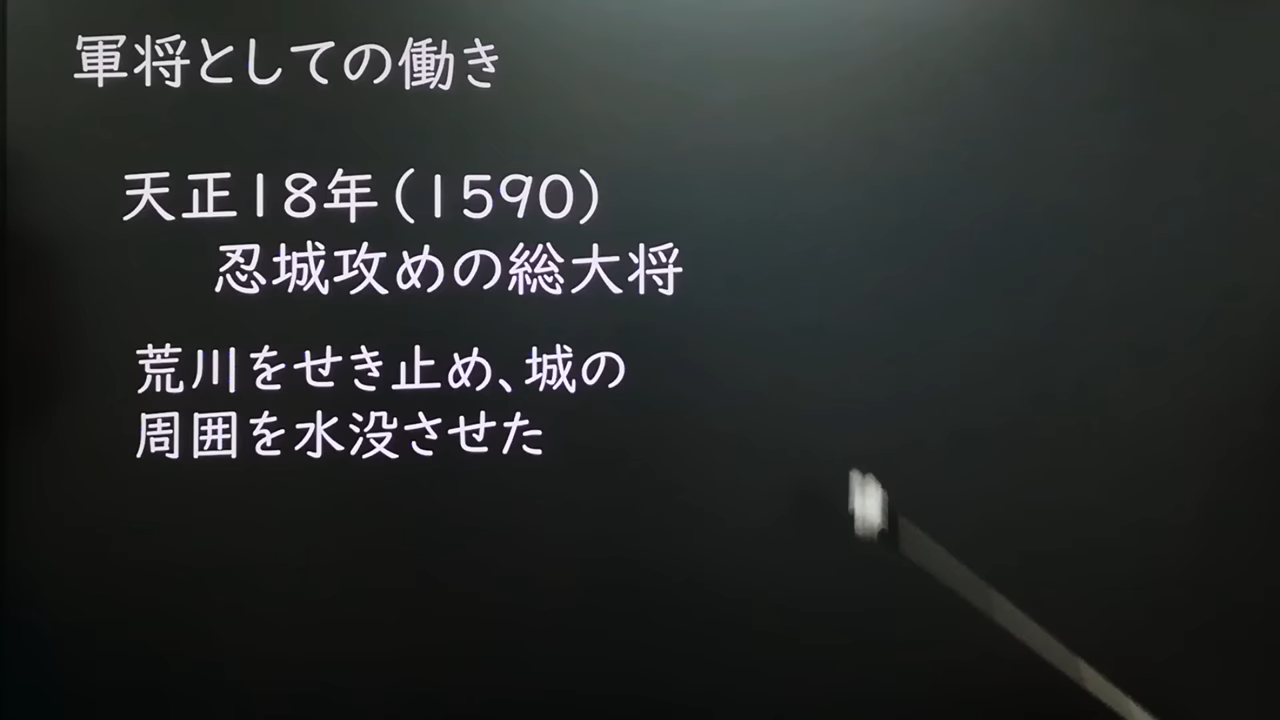 軍将としての働き
天正18年(1590)
忍城攻めの総大将
荒川をせき止め、城の
周囲を水没させた